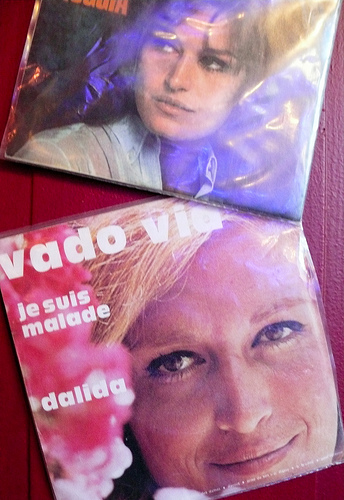 vado via
je suis
malade
dalida